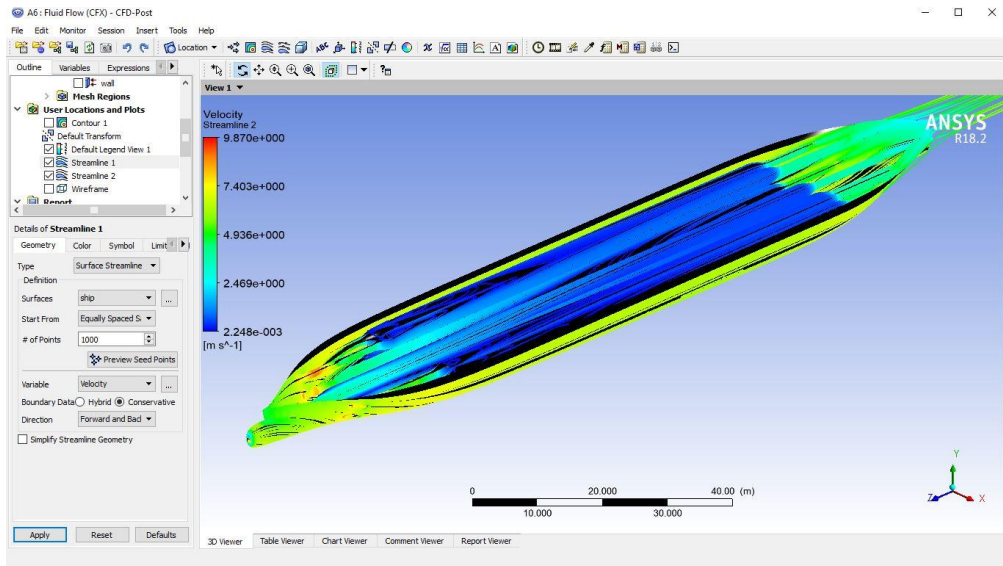 A6 : Fluid Flow (CFX) - CFD-Post
File Edit Monitor Session Insert Tools Help
Location
Outline Variables Expressions
wall
Mesh Regions
User Locations and Plots
Contour 1
Default Transform
Default Legend View 1
Streamline 1
Streamline 2
Wireframe
Report
Details of Streamline 1
Geometry Color Symbol Limit
Type Surface Streamline
Definition
Surfaces ship ...
Start From Equally Spaced S
# of Points 1000
Preview Seed Points
Variable Velocity ...
Boundary Data Hybrid Conservative
Direction Forward and Bad
Simplify Streamline Geometry
Apply Reset Defaults
View 1
Velocity
Streamline 2
9.870e+000
7.403e+000
4.936e+000
2.469e+000
2.248e-003
[m s^-1]
ANSYS
R18.2
0 20.000 40.00 (m)
10.000 30.000
Y
Z X
3D Viewer Table Viewer Chart Viewer Comment Viewer Report Viewer